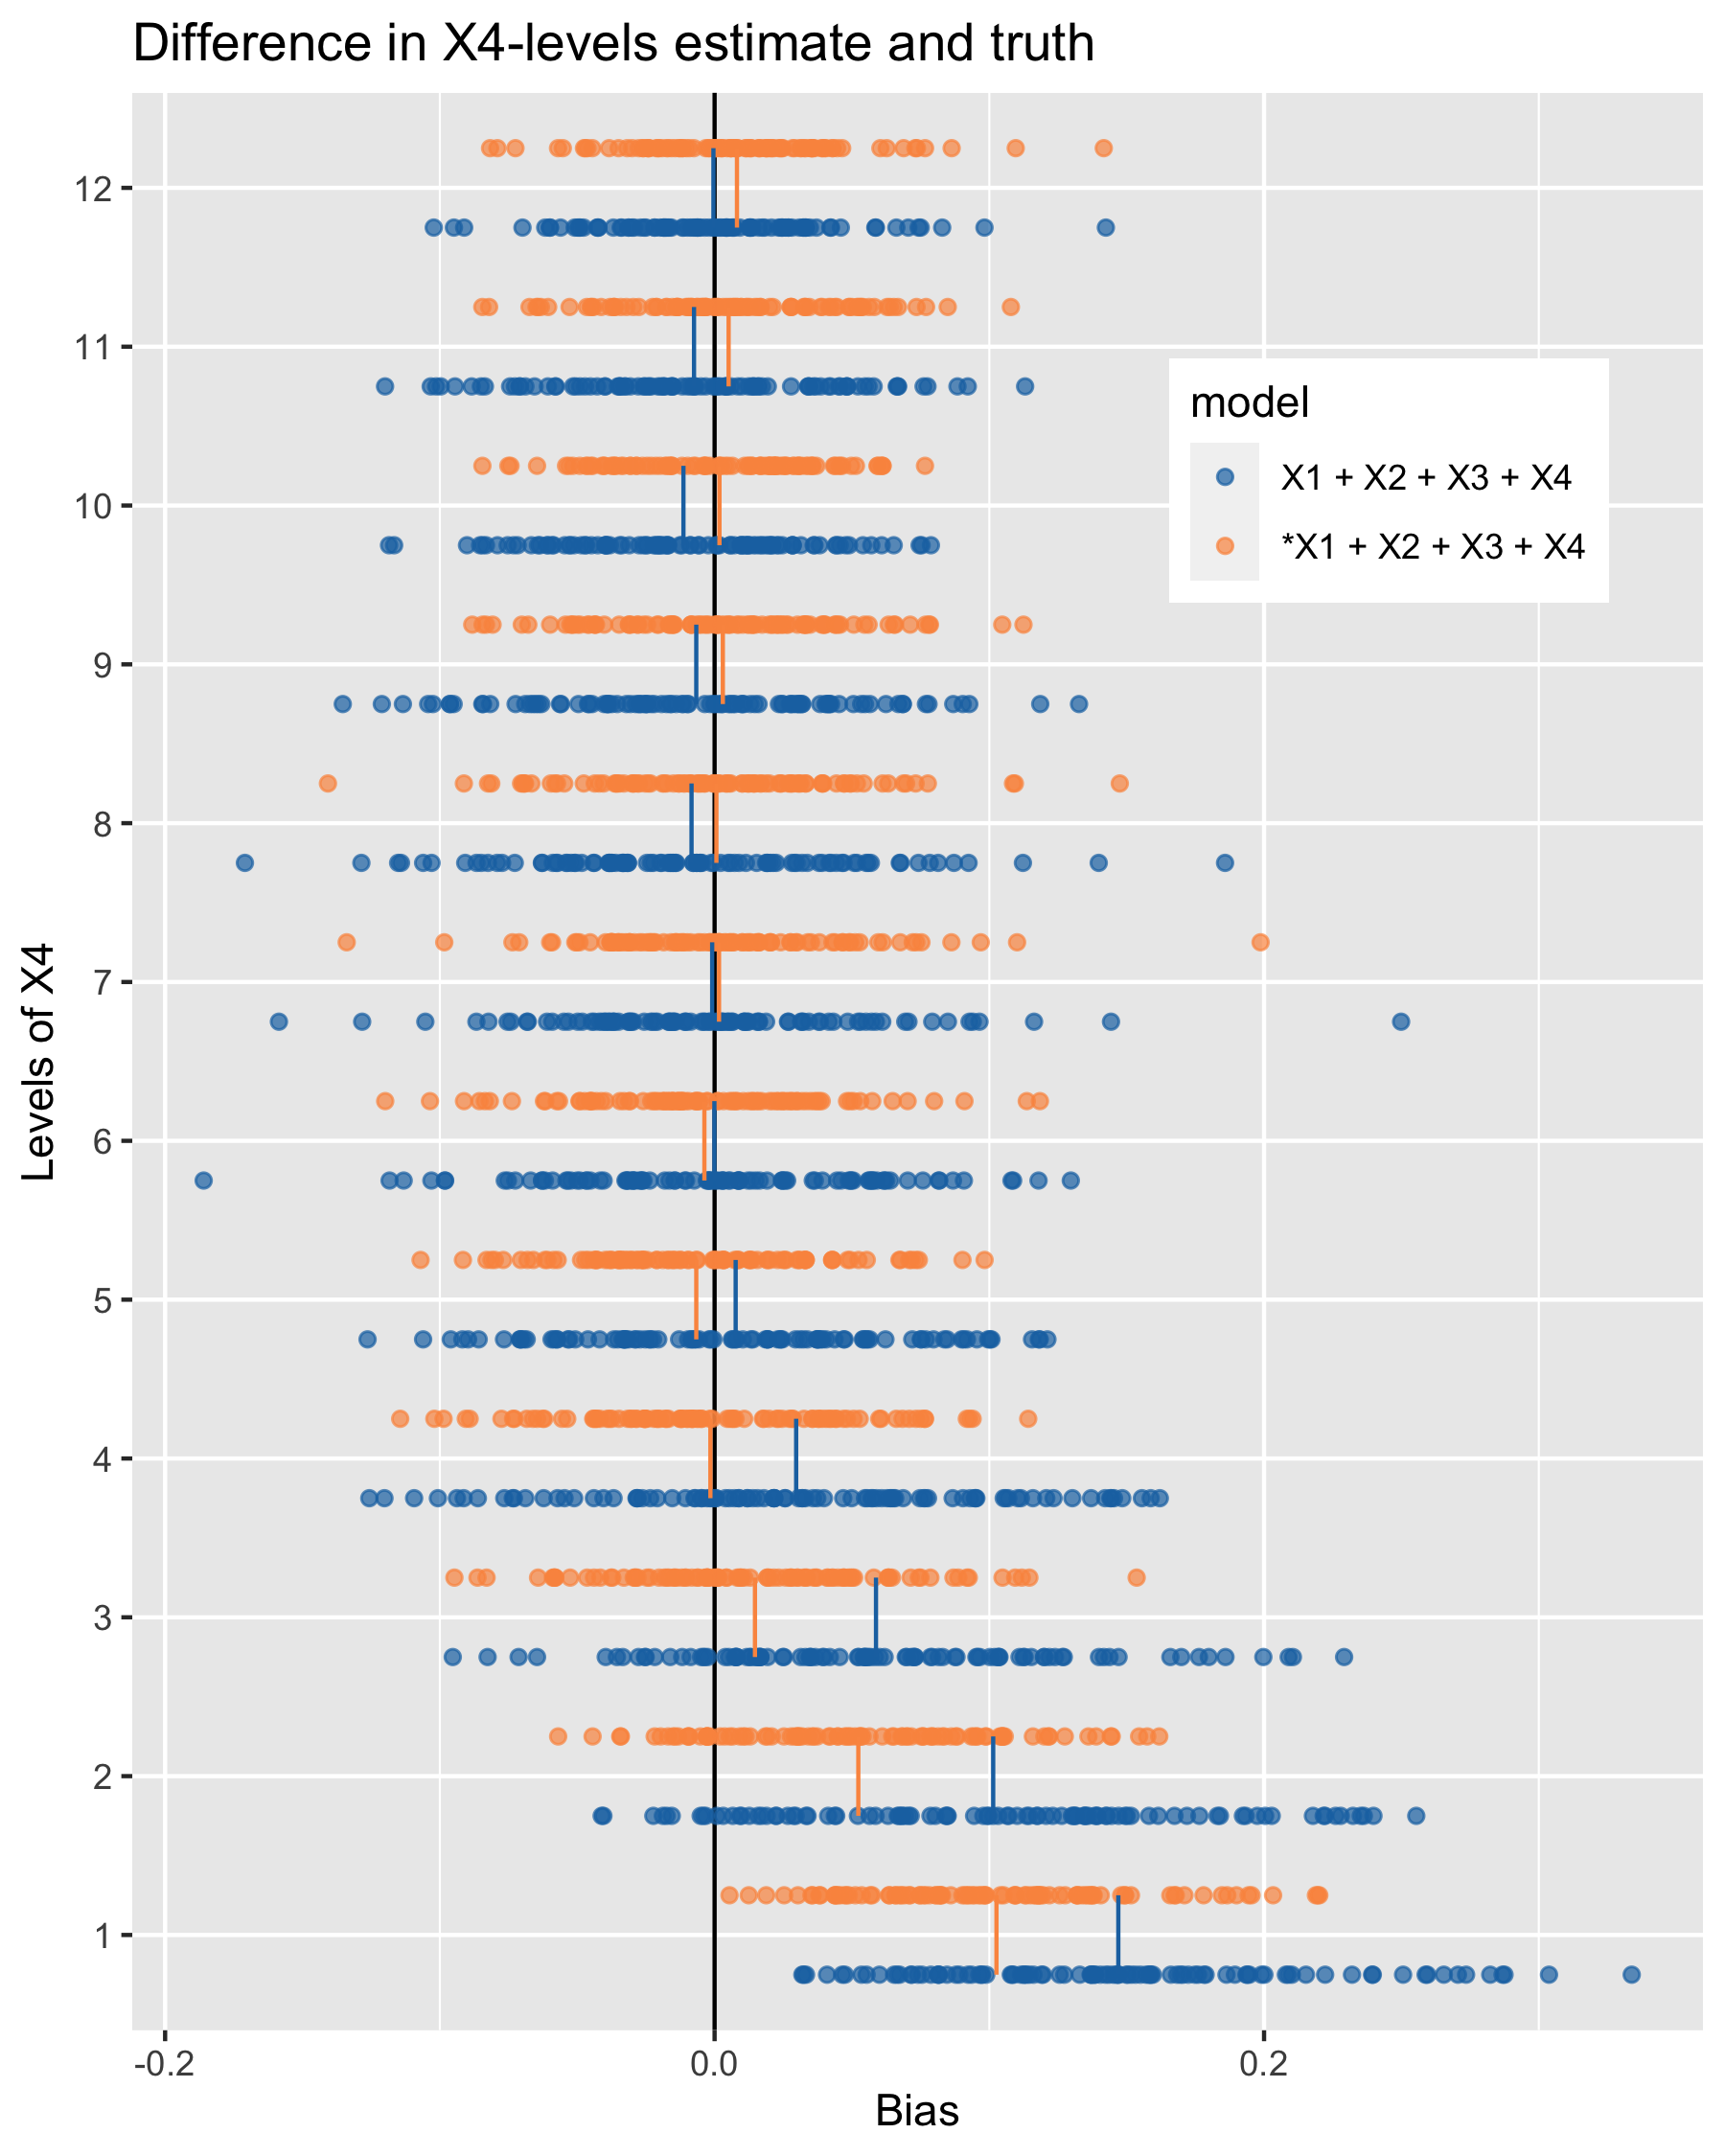 Difference in X4-levels estimate and truth
12
11
model
X1 + X2 + X3 + X4
*X1 + X2 + X3 + X4
10
9
8
7
Levels of X4
6
5
4
3
2
1
-0.2
0.0
0.2
Bias